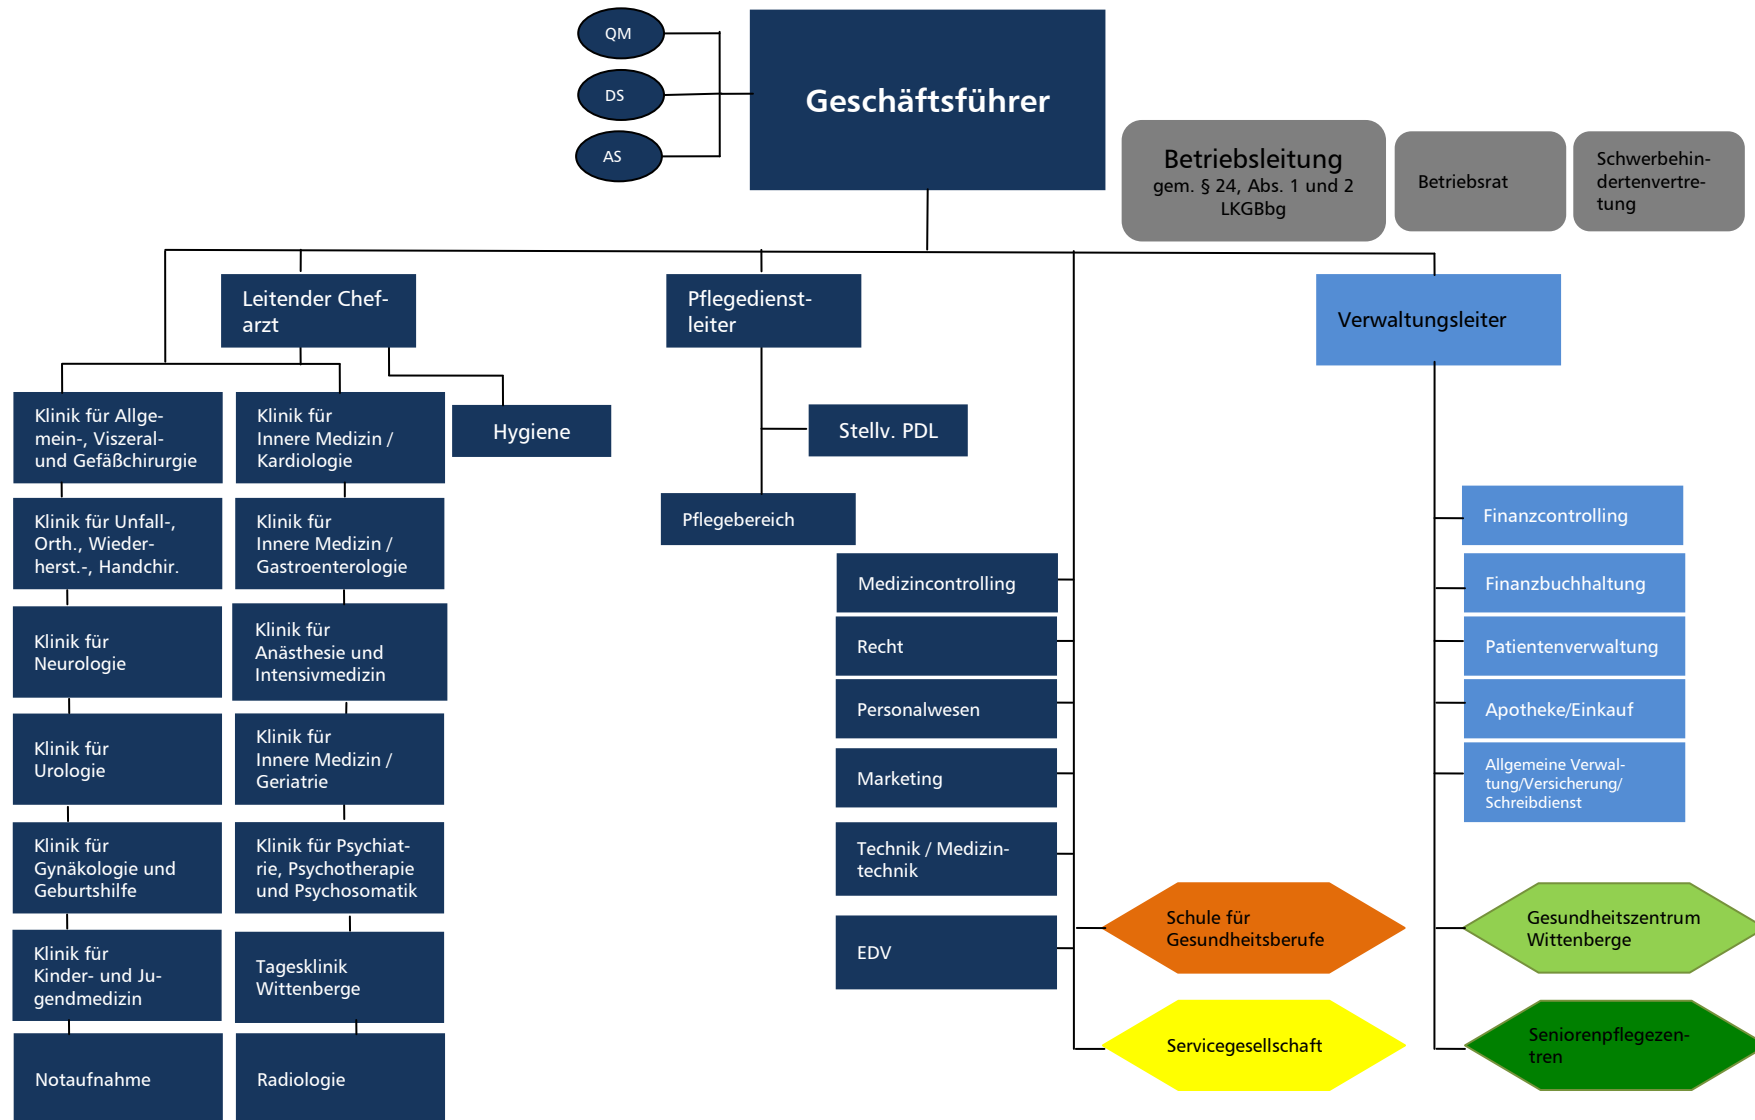 QM
DS
AS
Geschäftsführer
Betriebsleitung
gem. § 24, Abs. 1 und 2
LKGBbg
Betriebsrat
Schwerbehin-
dertenvertre-
tung
Leitender Chef-
arzt
Pflegedienst-
leiter
Verwaltungsleiter
Klinik für Allge-
mein-, Viszeral-
und Gefäßchirurgie
Klinik für
Innere Medizin /
Kardiologie
Hygiene
Stellv. PDL
Klinik für Unfall-,
Orth., Wieder-
herst.-, Handchir.
Klinik für
Innere Medizin /
Gastroenterologie
Pflegebereich
Klinik für
Neurologie
Klinik für
Anästhesie und
Intensivmedizin
Klinik für
Urologie
Klinik für
Innere Medizin /
Geriatrie
Klinik für
Gynäkologie und
Geburtshilfe
Klinik für Psychiat-
rie, Psychotherapie
und Psychosomatik
Klinik für
Kinder- und Ju-
gendmedizin
Tagesklinik
Wittenberge
Notaufnahme
Radiologie
Medizincontrolling
Recht
Personalwesen
Marketing
Technik / Medizin-
technik
EDV
Schule für
Gesundheitsberufe
Servicegesellschaft
Finanzcontrolling
Finanzbuchhaltung
Patientenverwaltung
Apotheke/Einkauf
Allgemeine Verwal-
tung/Versicherung/
Schreibdienst
Gesundheitszentrum
Wittenberge
Seniorenpflegezen-
tren